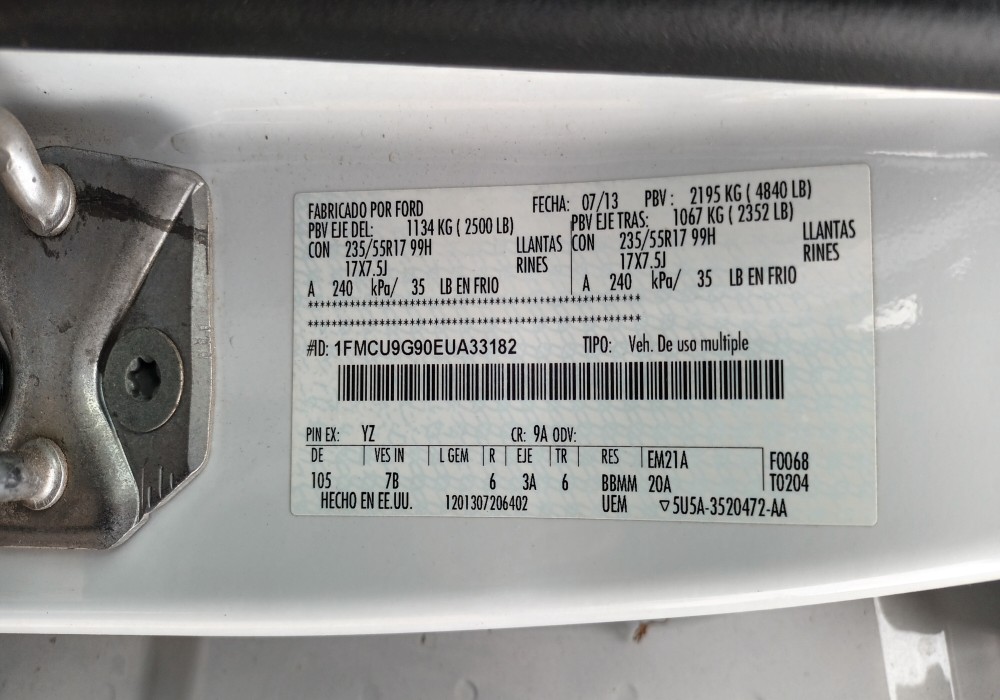 FABRICADO POR FORD FECHA: 07/13 PBV: 2195 KG ( 4840 LB)
PBV EJE DEL: 1134 KG ( 2500 LB) PBV EJE TRAS: 1067 KG ( 2352 LB)
CON 235/55R17 99H LLANTAS CON 235/55R17 99H LLANTAS
17X7.5J RINES 17X7.5J RINES
A 240 kPa/ 35 LB EN FRIO A 240 kPa/ 35 LB EN FRIO
#ID: 1FMCU9G90EUA33182 TIPO: Veh. De uso multiple
PIN EX: YZ CR: 9A ODV:
DE VES IN L GEM R EJE TR RES EM21A F0068
105 7B 6 3A 6 BBMM 20A T0204
HECHO EN EE.UU. 1201307206402 UEM ▽5U5A-3520472-AA